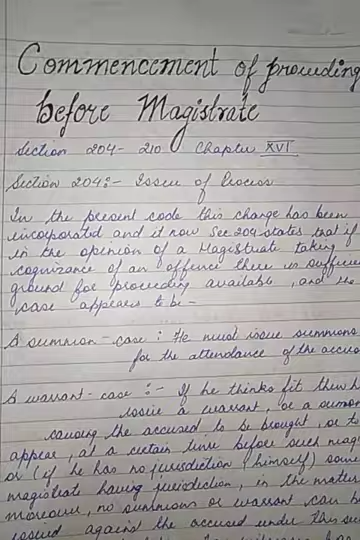 Commencement of proceeding
before Magistrate
Section 204-210 Chapter XVI
Section 204:- Issue of Process
In the present code this change has been
incorporated and it now Sec 204 states that if
in the opinion of a Magistrate taking
cognizance of an offence there is
ground for proceeding available, and the
case appears to be -
A summon-case: He must issue summons
for the attendance of the
A warrant-case :- If he thinks fit then
issue a warrant, or a
causing the accused to be brought, or to
appear, at a certain time before such
or (if he has no jurisdiction himself) some
magistrate having jurisdiction, in the matter
moreover, no summons or warrant can be
issued against the accused under this